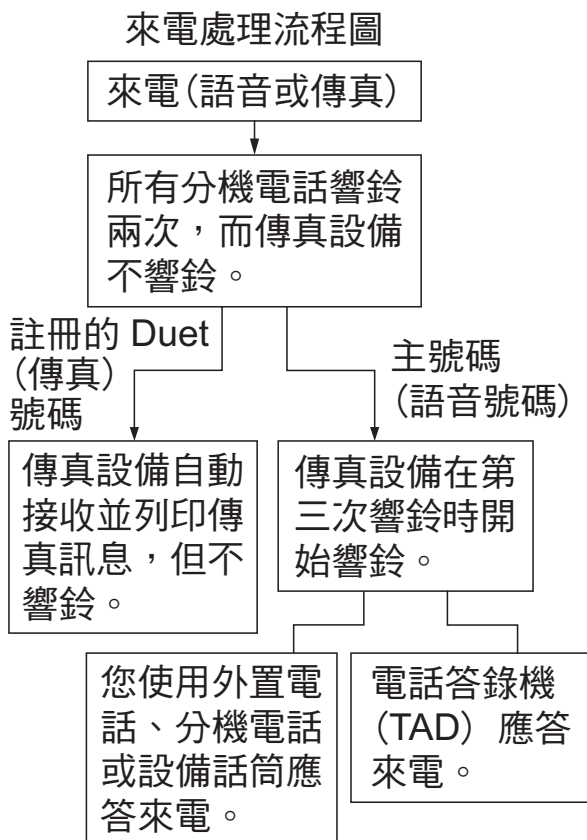 來電處理流程圖
來電(語音或傳真)
所有分機電話響鈴
兩次，而傳真設備
不響鈴。
註冊的 Duet
（傳真）
號碼
主號碼
（語音號碼）
傳真設備自動
接收並列印傳
真訊息，但不
響鈴。
傳真設備在第
三次響鈴時開
始響鈴。
您使用外置電
話、分機電話
或設備話筒應
答來電。
電話答錄機
（TAD）應答
來電。